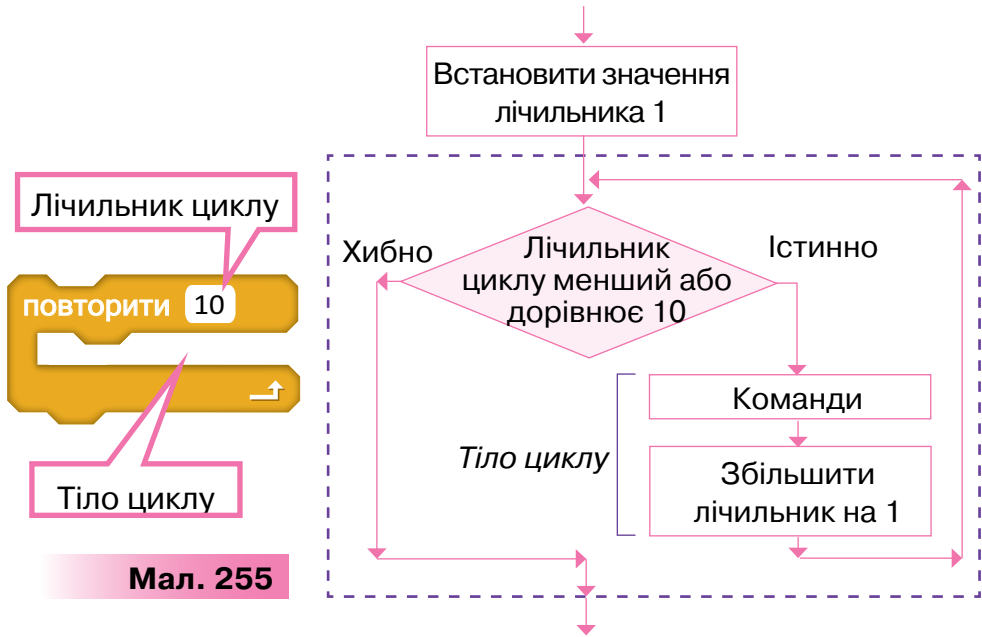 Встановити значення
лічильника 1
Лічильник циклу
повторити 10
Тіло циклу
Мал. 255
Хибно
Лічильник
циклу менший або
дорівнює 10
Істинно
Тіло циклу
Команди
Збільшити
лічильник на 1